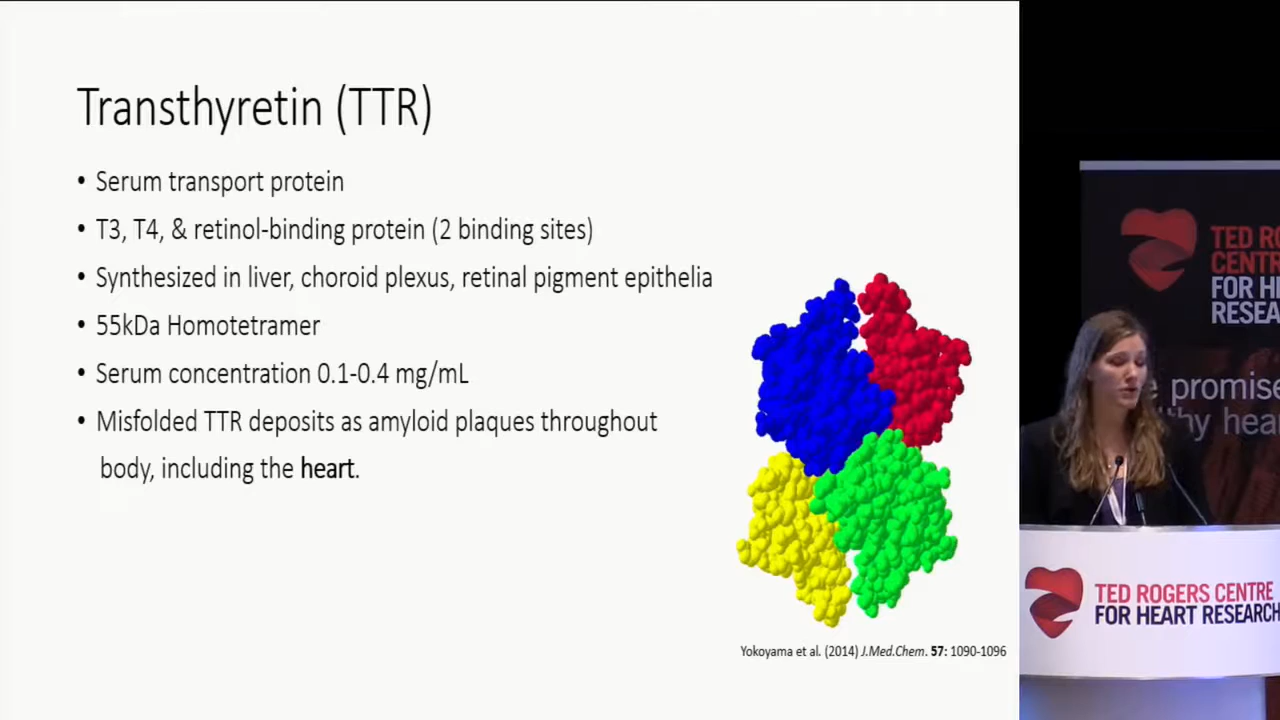 Transthyretin (TTR)
• Serum transport protein
• T3, T4, & retinol-binding protein (2 binding sites)
• Synthesized in liver, choroid plexus, retinal pigment epithelia
• 55kDa Homotetramer
• Serum concentration 0.1-0.4 mg/mL
• Misfolded TTR deposits as amyloid plaques throughout
body, including the heart.
Yokoyama et al. (2014) J.Med.Chem. 57: 1090-1096
TED RO
CENTR
FOR HE
RESEA
promise
thy hea
TED ROGERS CENTRE
FOR HEART RESEARCH